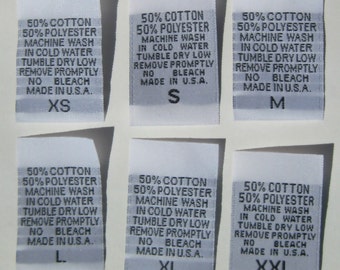 50% COTTON
50% POLYESTER
MACHINE WASH
IN COLD WATER
TUMBLE DRY LOW
REMOVE PROMPTLY
NO BLEACH
MADE IN U.S.A.
XS
50% COTTON
50% POLYESTER
MACHINE WASH
IN COLD WATER
TUMBLE DRY LOW
REMOVE PROMPTLY
NO BLEACH
MADE IN U.S.A.
S
50% COTTON
50% POLYESTER
MACHINE WASH
IN COLD WATER
TUMBLE DRY LOW
REMOVE PROMPTLY
NO BLEACH
MADE IN U.S.A.
M
50% COTTON
50% POLYESTER
MACHINE WASH
IN COLD WATER
TUMBLE DRY LOW
REMOVE PROMPTLY
NO BLEACH
MADE IN U.S.A.
L
50% COTTON
50% POLYESTER
MACHINE WASH
IN COLD WATER
TUMBLE DRY LOW
REMOVE PROMPTLY
NO BLEACH
MADE IN U.S.A.
XL
50% COTTON
50% POLYESTER
MACHINE WASH
IN COLD WATER
TUMBLE DRY LOW
REMOVE PROMPTLY
NO BLEACH
MADE IN U.S.A.
XXL